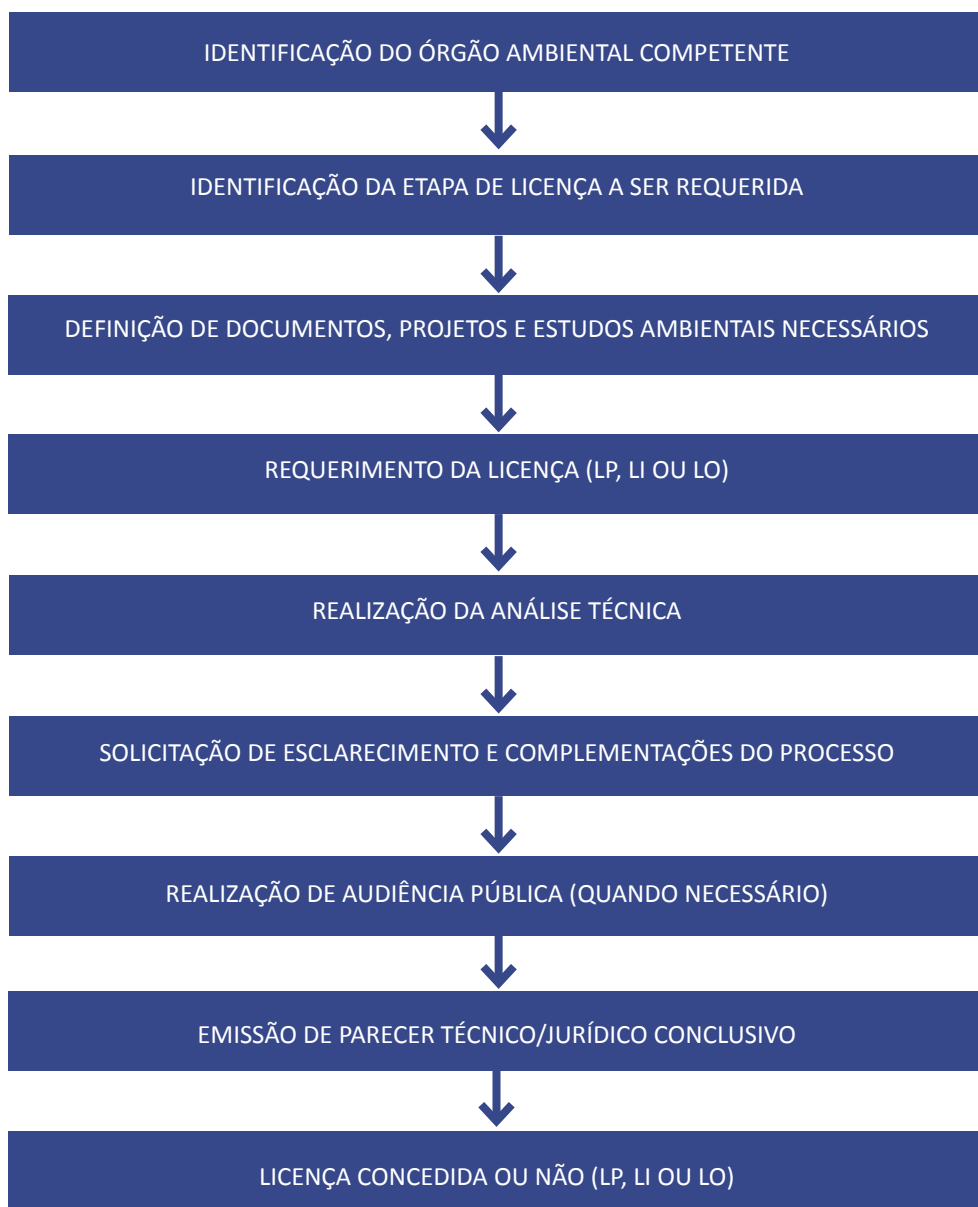 IDENTIFICAÇÃO DO ÓRGÃO AMBIENTAL COMPETENTE
IDENTIFICAÇÃO DA ETAPA DE LICENÇA A SER REQUERIDA
DEFINIÇÃO DE DOCUMENTOS, PROJETOS E ESTUDOS AMBIENTAIS NECESSÁRIOS
REQUERIMENTO DA LICENÇA (LP, LI OU LO)
REALIZAÇÃO DA ANÁLISE TÉCNICA
SOLICITAÇÃO DE ESCLARECIMENTO E COMPLEMENTAÇÕES DO PROCESSO
REALIZAÇÃO DE AUDIÊNCIA PÚBLICA (QUANDO NECESSÁRIO)
EMISSÃO DE PARECER TÉCNICO/JURÍDICO CONCLUSIVO
LICENÇA CONCEDIDA OU NÃO (LP, LI OU LO)